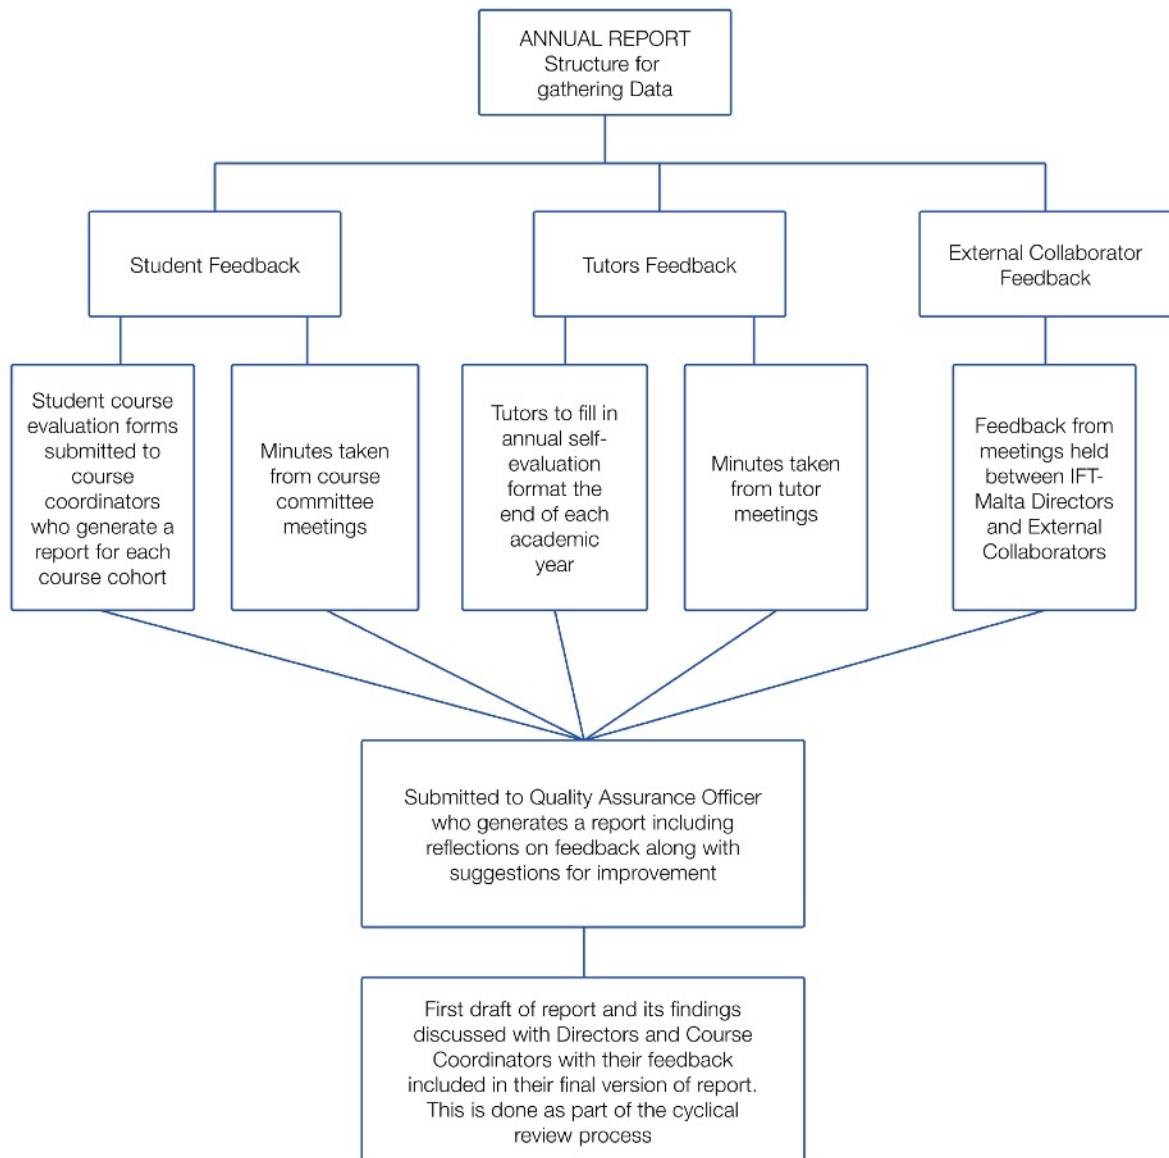 ANNUAL REPORT
Structure for
gathering Data
Student Feedback
Tutors Feedback
External Collaborator
Feedback
Student course
evaluation forms
submitted to
course
coordinators
who generate a
report for each
course cohort
Minutes taken
from course
committee
meetings
Tutors to fill in
annual self-
evaluation
format the
end of each
academic
year
Minutes taken
from tutor
meetings
Feedback from
meetings held
between IFT-
Malta Directors
and External
Collaborators
Submitted to Quality Assurance Officer
who generates a report including
reflections on feedback along with
suggestions for improvement
First draft of report and its findings
discussed with Directors and Course
Coordinators with their feedback
included in their final version of report.
This is done as part of the cyclical
review process